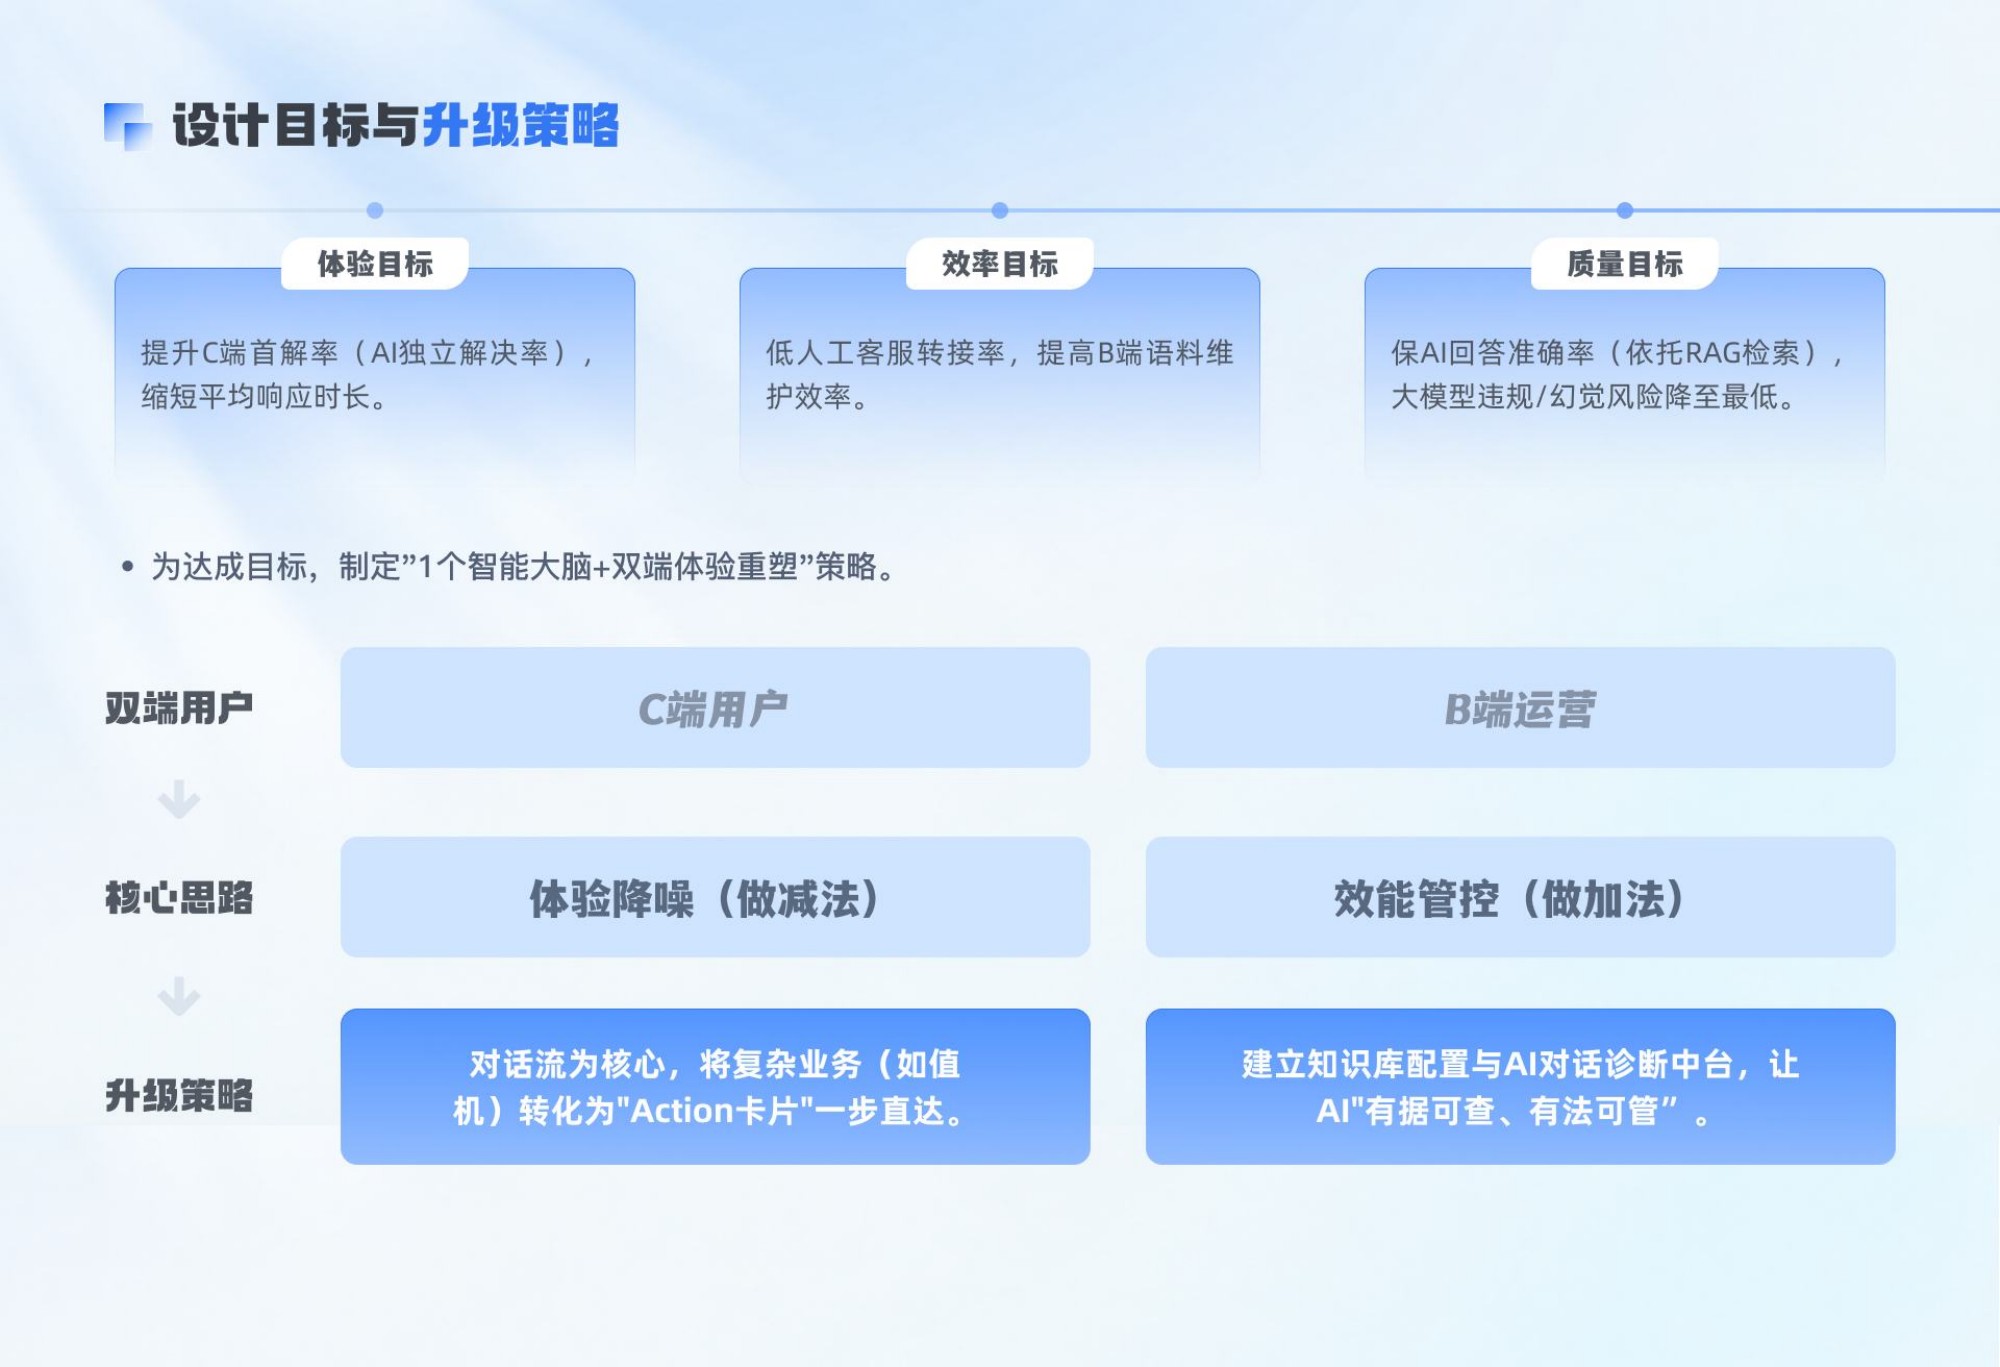 设计目标与升级策略
体验目标
提升C端首解率（AI独立解决率），
缩短平均响应时长。
效率目标
低人工客服转接率，提高B端语料维
护效率。
质量目标
保AI回答准确率（依托RAG检索），
大模型违规/幻觉风险降至最低。
• 为达成目标，制定”1个智能大脑+双端体验重塑”策略。
双端用户
C端用户
B端运营
核心思路
体验降噪（做减法）
效能管控（做加法）
升级策略
对话流为核心，将复杂业务（如值
机）转化为"Action卡片"一步直达。
建立知识库配置与AI对话诊断中台，让
AI"有据可查、有法可管”。